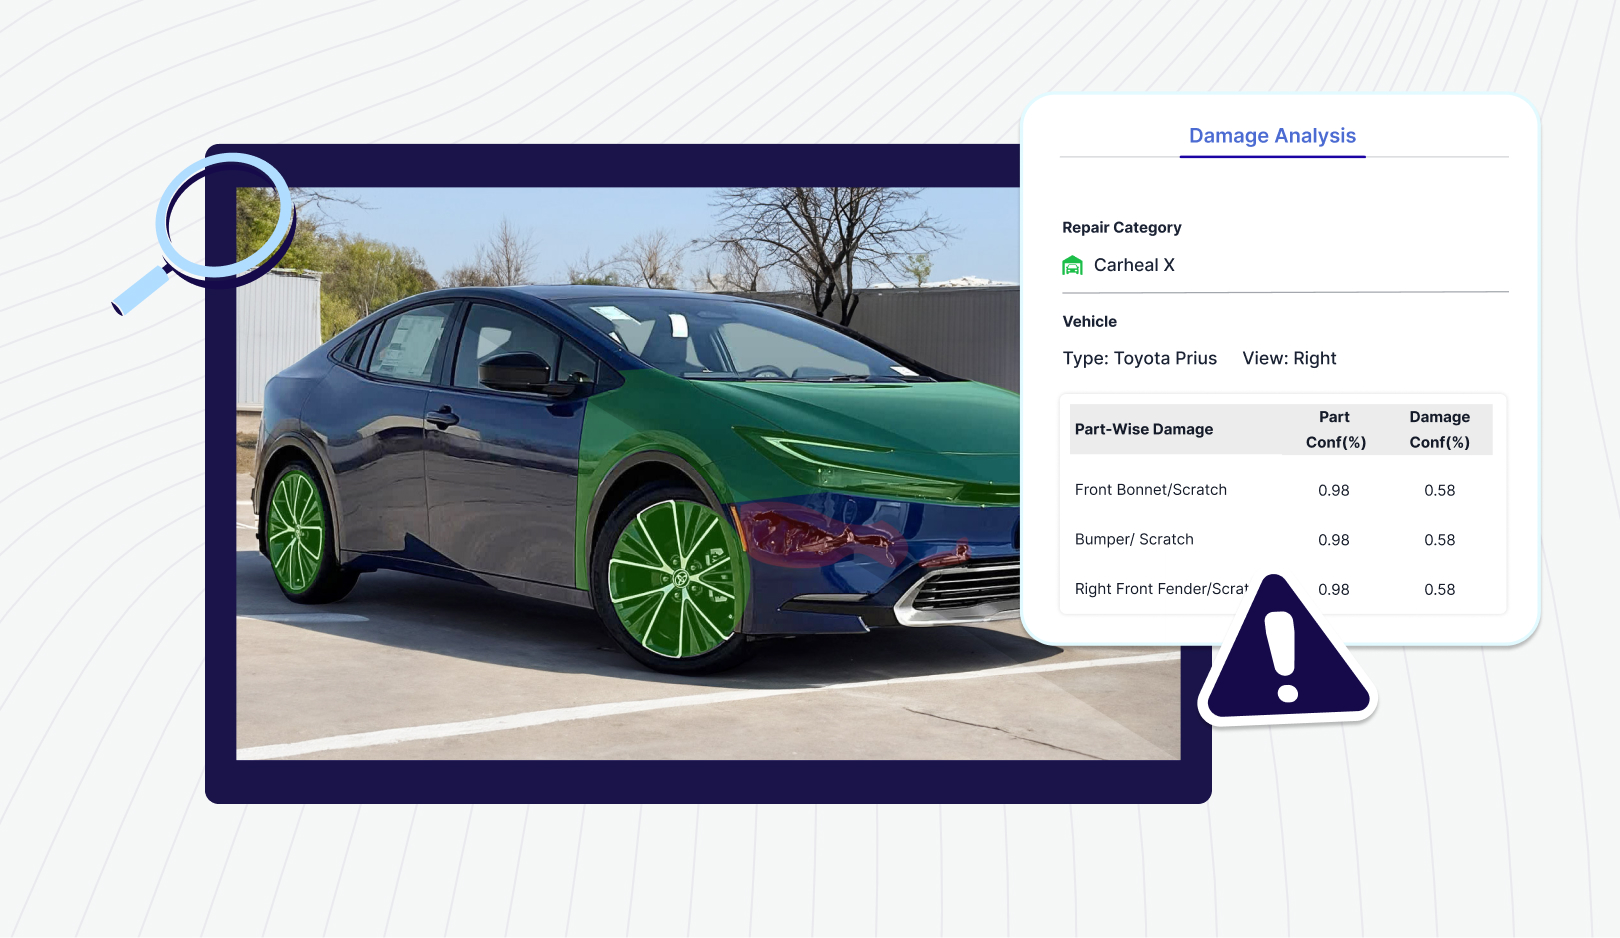 Damage Analysis
Repair Category
Carheal X
Vehicle
Type: Toyota Prius View: Right
Part-Wise Damage Part Conf(%) Damage Conf(%)
Front Bonnet/Scratch 0.98 0.58
Bumper/ Scratch 0.98 0.58
Right Front Fender/Scrat 0.98 0.58